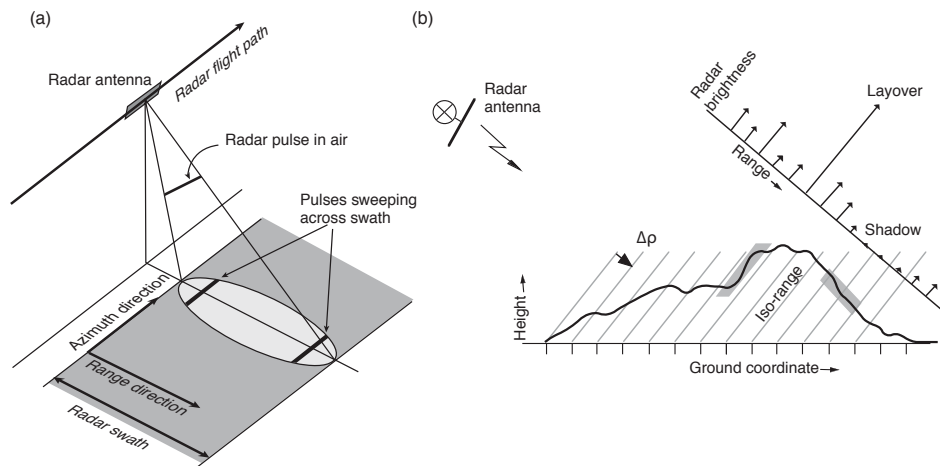 (a)
Radar antenna
Radar flight path
Radar pulse in air
Pulses sweeping
across swath
Azimuth direction
Range direction
Radar swath
(b)
Radar
antenna
Radar
brightness
Layover
Range
Shadow
Δρ
Height
Iso-range
Ground coordinate